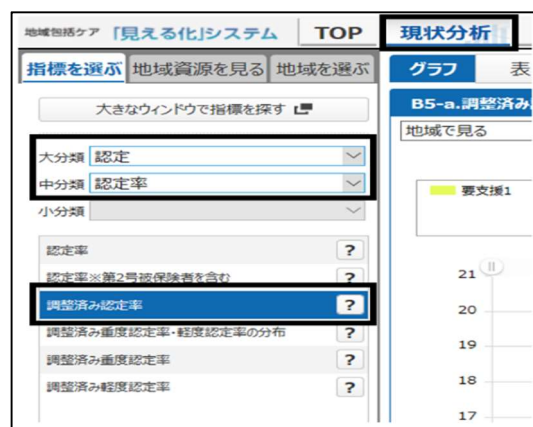 地域包括ケア 「見える化」システム TOP 現状分析
指標を選ぶ 地域資源を見る 地域を選ぶ グラフ 表
大きなウィンドウで指標を探す
B5-a.調整済み
地域で見る
大分類 認定
中分類 認定率
小分類
要支援1
認定率 ?
認定率※第2号被保険者を含む ?
調整済み認定率 ?
調整済み重度認定率・軽度認定率の分布 ?
調整済み重度認定率 ?
調整済み軽度認定率 ?
21
20
19
18
17